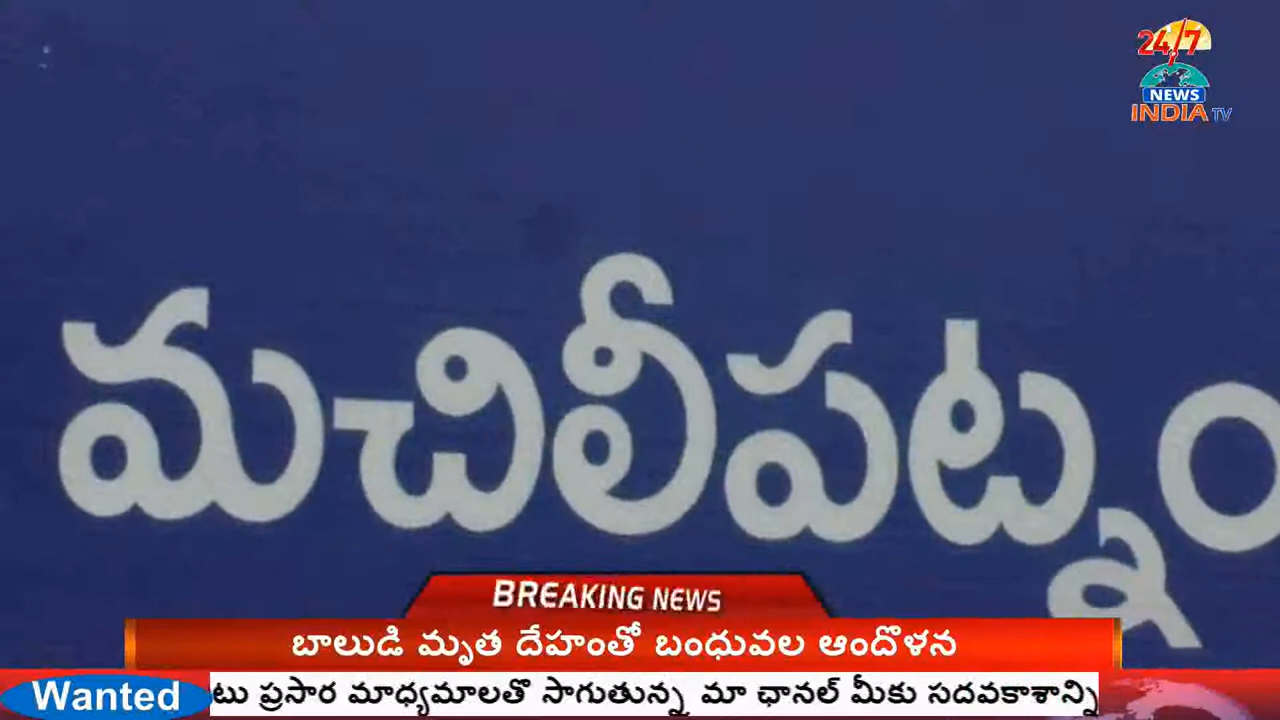 24/7
NEWS
INDIA TV
మచిలీపట్నం
BREAKING NEWS
బాలుడి మృత దేహంతో బంధువల ఆందొళన
Wanted
టు ప్రసార మాధ్యమాలతొ సాగుతున్న మా ఛానల్ మీకు సదవకాశాన్ని